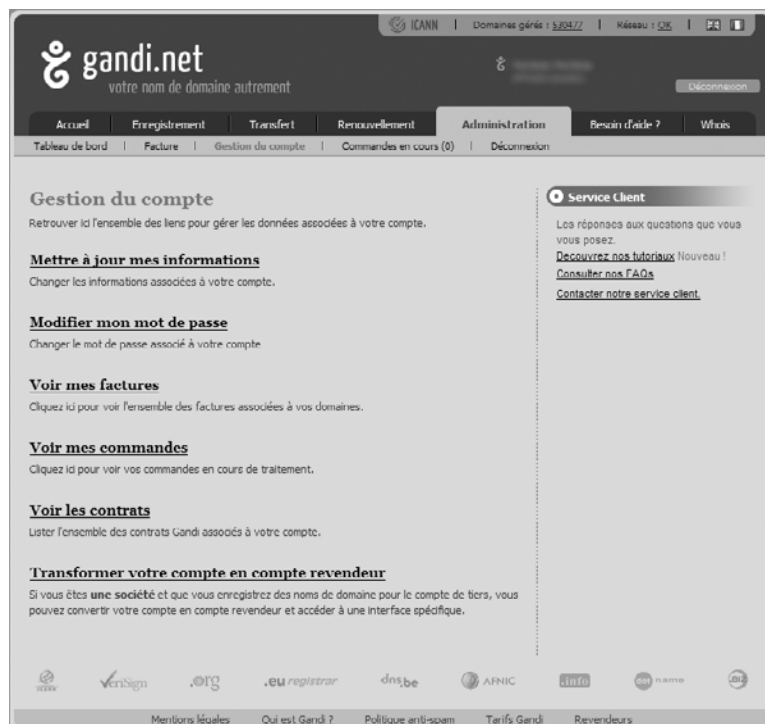 ICANN | Domaines gérés : 530477 | Réseau : OK |
gandi.net
votre nom de domaine autrement
Déconnexion
Accueil Enregistrement Transfert Renouvellement Administration Besoin d'aide ? Whois
Tableau de bord | Facture | Gestion du compte | Commandes en cours (0) | Déconnexion
Gestion du compte
Retrouver ici l'ensemble des liens pour gérer les données associées à votre compte.
Mettre à jour mes informations
Changer les informations associées à votre compte.
Modifier mon mot de passe
Changer le mot de passe associé à votre compte
Voir mes factures
Cliquez ici pour voir l'ensemble des factures associées à vos domaines.
Voir mes commandes
Cliquez ici pour voir vos commandes en cours de traitement.
Voir les contrats
Lister l'ensemble des contrats Gandi associés à votre compte.
Transformer votre compte en compte revendeur
Si vous êtes une société et que vous enregistrez des noms de domaine pour le compte de tiers, vous
pouvez convertir votre compte en compte revendeur et accéder à une interface spécifique.
Service Client
Les réponses aux questions que vous
vous posez.
Decouvrez nos tutoriaux Nouveau !
Consulter nos FAQs
Contacter notre service client.
ICANN VeriSign .org .eu registrar dns.be AFNIC .info dot name .BIZ
Mentions légales Qui est Gandi ? Politique anti-spam Tarifs Gandi Revendeurs